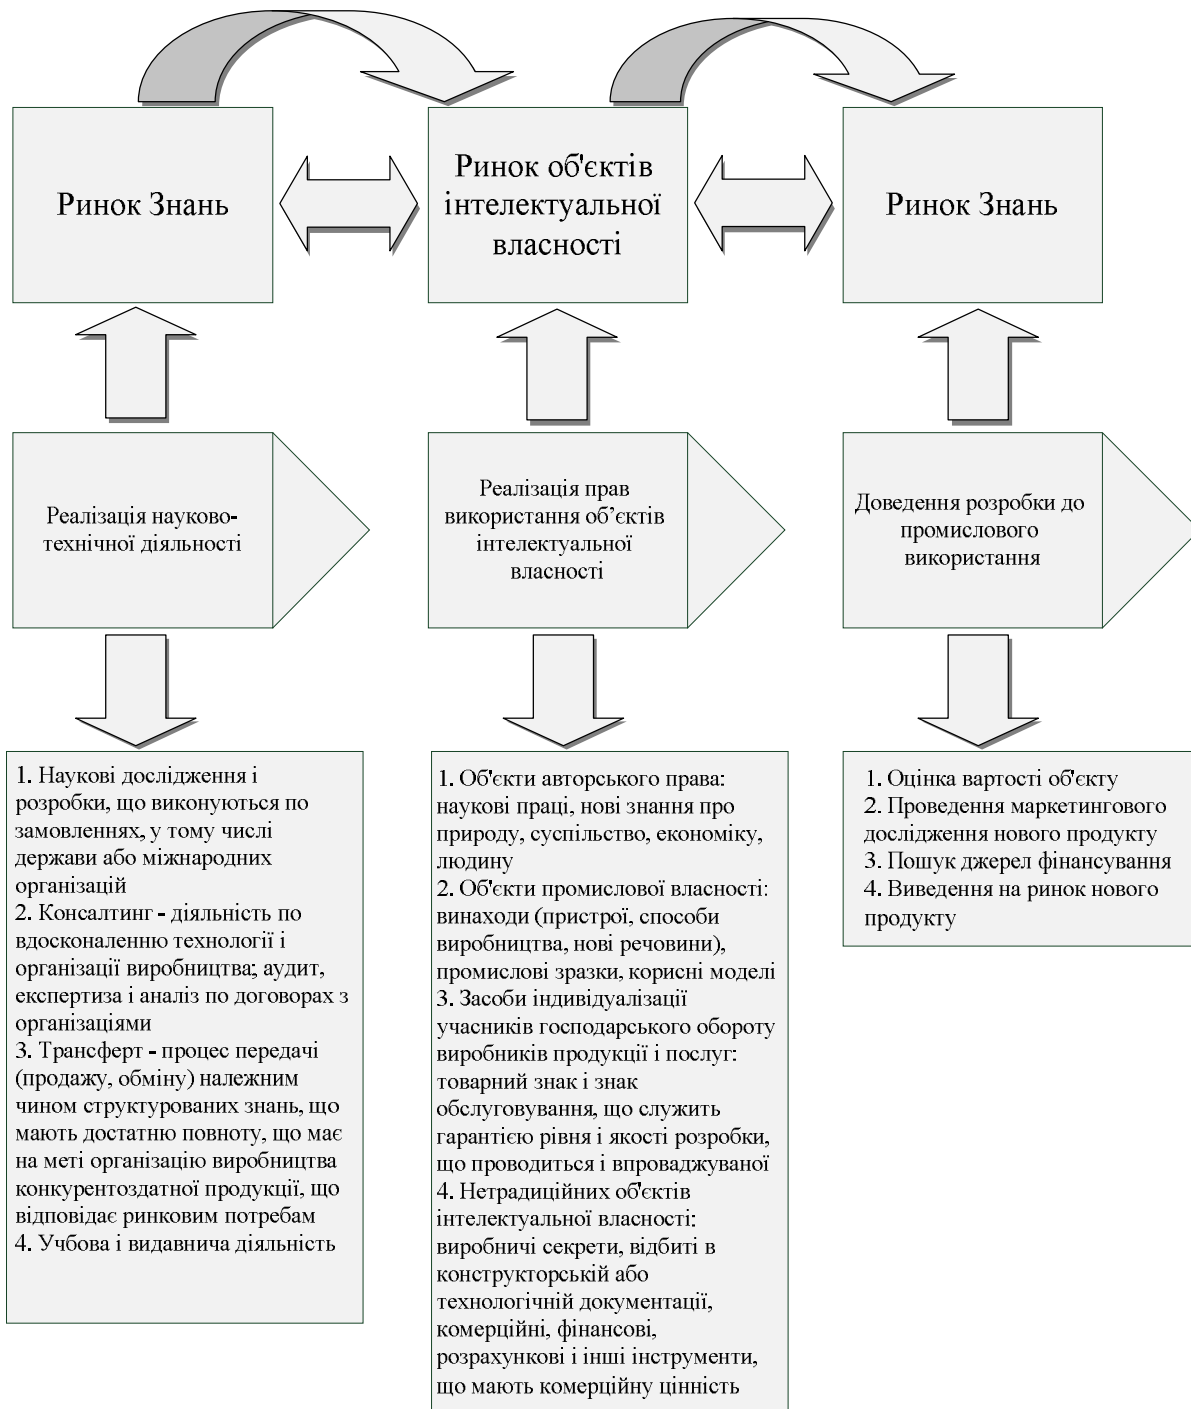 Ринок Знань
Ринок об'єктів
інтелектуальної
власності
Ринок Знань
Реалізація науково-
технічної діяльності
Реалізація прав
використання об’єктів
інтелектуальної
власності
Доведення розробки до
промислового
використання
1. Наукові дослідження і
розробки, що виконуються по
замовленнях, у тому числі
держави або міжнародних
організацій
2. Консалтинг - діяльність по
вдосконаленню технології і
організації виробництва; аудит,
експертиза і аналіз по договорах з
організаціями
3. Трансферт - процес передачі
(продажу, обміну) належним
чином структурованих знань, що
мають достатню повноту, що має
на меті організацію виробництва
конкурентоздатної продукції, що
відповідає ринковим потребам
4. Учбова і видавнича діяльність
1. Об'єкти авторського права:
наукові праці, нові знання про
природу, суспільство, економіку,
людину
2. Об'єкти промислової власності:
винаходи (пристрої, способи
виробництва, нові речовини),
промислові зразки, корисні моделі
3. Засоби індивідуалізації
учасників господарського обороту
виробників продукції і послуг:
товарний знак і знак
обслуговування, що служить
гарантією рівня і якості розробки,
що проводиться і впроваджуваної
4. Нетрадиційних об'єктів
інтелектуальної власності:
виробничі секрети, відбиті в
конструкторській або
технологічній документації,
комерційні, фінансові,
розрахункові і інші інструменти,
що мають комерційну цінність
1. Оцінка вартості об'єкту
2. Проведення маркетингового
дослідження нового продукту
3. Пошук джерел фінансування
4. Виведення на ринок нового
продукту